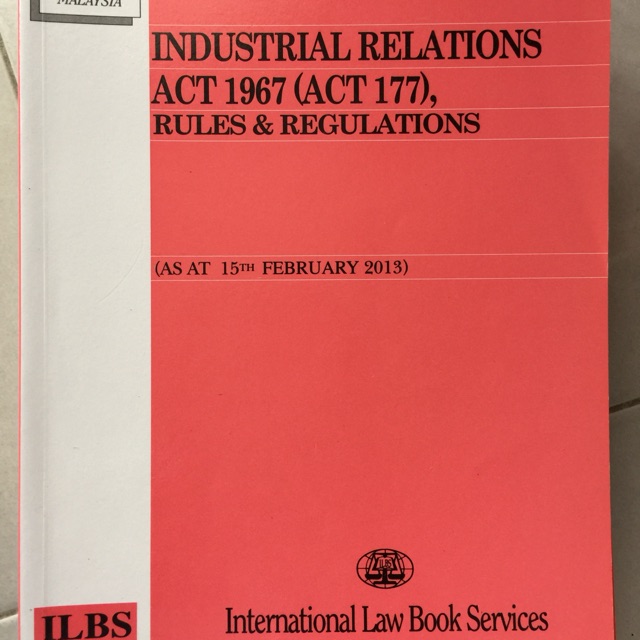 MALAYSIA
INDUSTRIAL RELATIONS
ACT 1967 (ACT 177),
RULES & REGULATIONS
(AS AT 15TH FEBRUARY 2013)
ILBS
International Law Book Services
ILBS